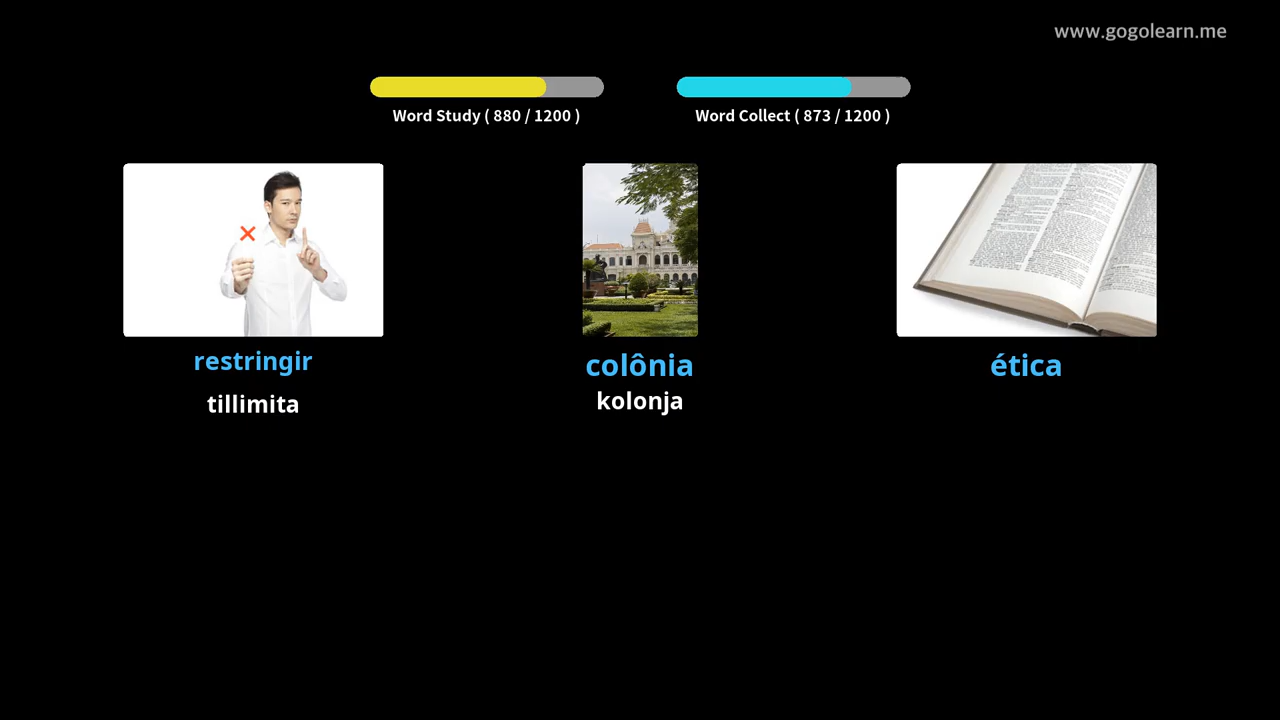 www.gogolearn.me
Word Study ( 880 / 1200 )
Word Collect ( 873 / 1200 )
restringir
tillimita
colônia
kolonja
ética